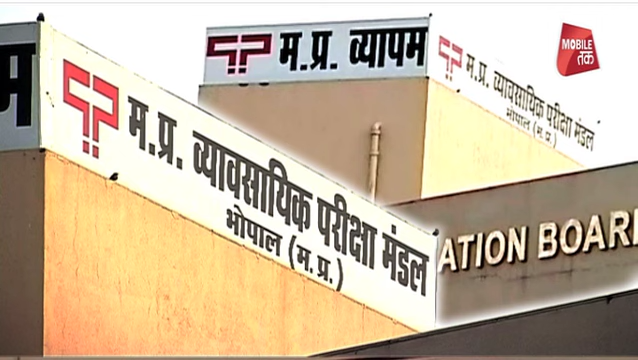 म.प्र. व्यापम
MOBILE
तक
म.प्र. व्यावसायिक परीक्षा मंडल
भोपाल (म.प्र.)
म
म.प्र. व्यावसायिक परीक्षा मंडल
भोपाल (म.प्र.)
ATION BOAR